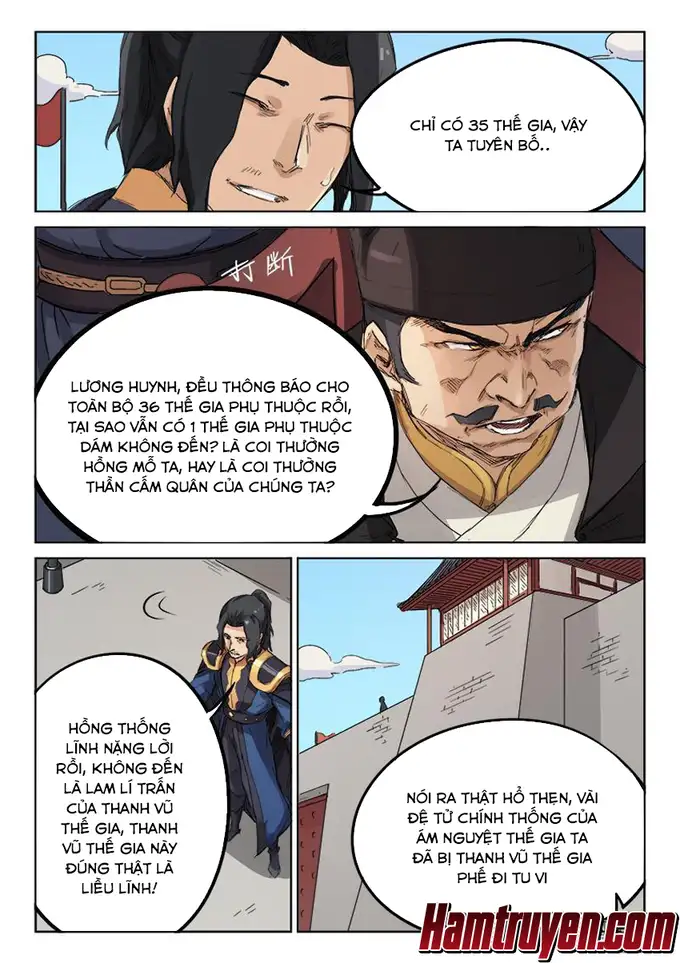 CHỈ CÓ 35 THẾ GIA, VẬY
TA TUYÊN BỐ..
打断
LƯƠNG HUYNH, ĐỀU THÔNG BÁO CHO
TOÀN BỘ 36 THẾ GIA PHỤ THUỘC RỒI,
TẠI SAO VẪN CÓ 1 THẾ GIA PHỤ THUỘC
DÁM KHÔNG ĐẾN? LÀ COI THƯỜNG
HỒNG MỖ TA, HAY LÀ COI THƯỜNG
THẦN CẤM QUÂN CỦA CHÚNG TA?
HỒNG THỐNG
LĨNH NẶNG LỜI
RỒI, KHÔNG ĐẾN
LÀ LAM LÍ TRẤN
CỦA THANH VŨ
THẾ GIA, THANH
VŨ THẾ GIA NÀY
ĐÚNG THẬT LÀ
LIỀU LĨNH!
NÓI RA THẬT HỔ THẸN, VÀI
ĐỆ TỬ CHÍNH THỐNG CỦA
ÁM NGUYỆT THẾ GIA TA
ĐÃ BỊ THANH VŨ THẾ GIA
PHẾ ĐI TU VI
Hamtruyen.com